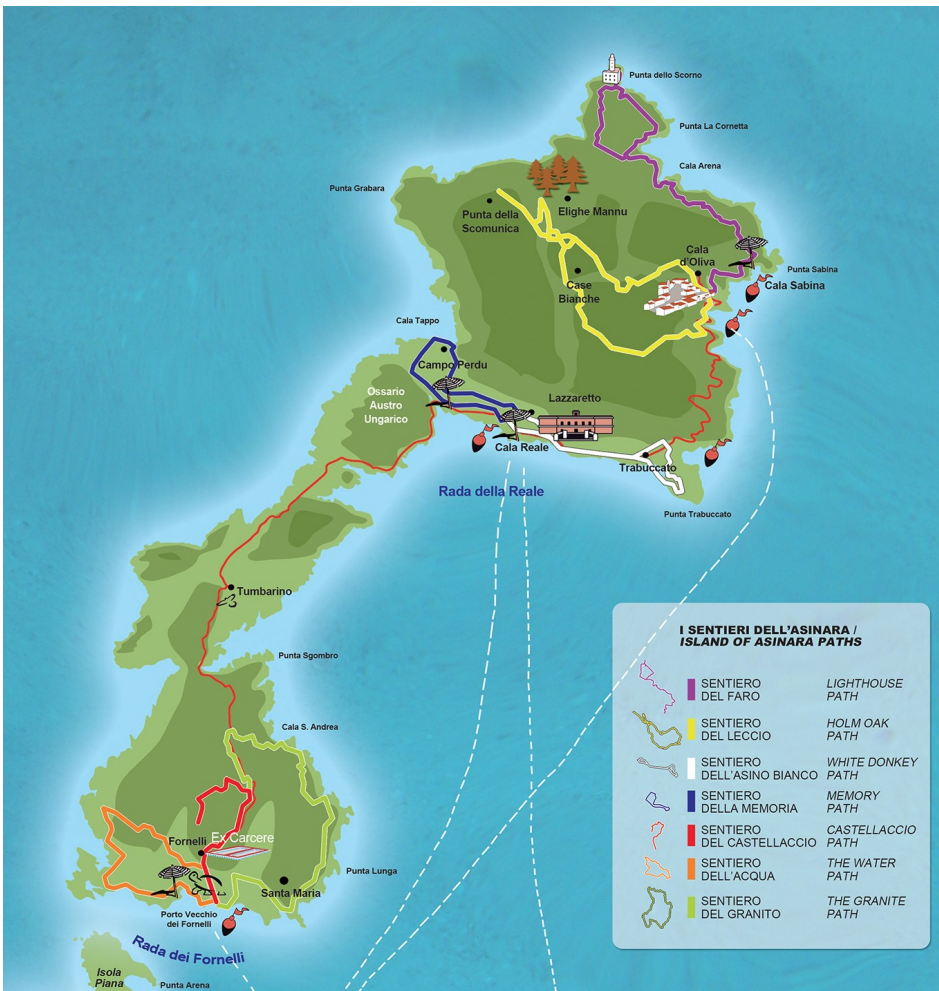 Punta dello Scorno
Punta La Cornetta
Cala Arena
Punta Grabara
Punta della
Scomunica
Elighe Mannu
Cala
d'Oliva
Punta Sabina
Cala Sabina
Case
Bianche
Cala Tappo
Campo Perdu
Ossario
Austro
Ungarico
Lazzaretto
Cala Reale
Trabuccato
Rada della Reale
Punta Trabuccato
Tumbarino
Punta Sgombro
Cala S. Andrea
Fornelli
Ex Carcere
Punta Lunga
Santa Maria
Porto Vecchio
dei Fornelli
Rada dei Fornelli
Isola
Piana
Punta Arena
I SENTIERI DELL'ASINARA /
ISLAND OF ASINARA PATHS
SENTIERO LIGHTHOUSE
DEL FARO PATH
SENTIERO HOLM OAK
DEL LECCIO PATH
SENTIERO WHITE DONKEY
DELL'ASINO BIANCO PATH
SENTIERO MEMORY
DELLA MEMORIA PATH
SENTIERO CASTELLACCIO
DEL CASTELLACCIO PATH
SENTIERO THE WATER
DELL'ACQUA PATH
SENTIERO THE GRANITE
DEL GRANITO PATH